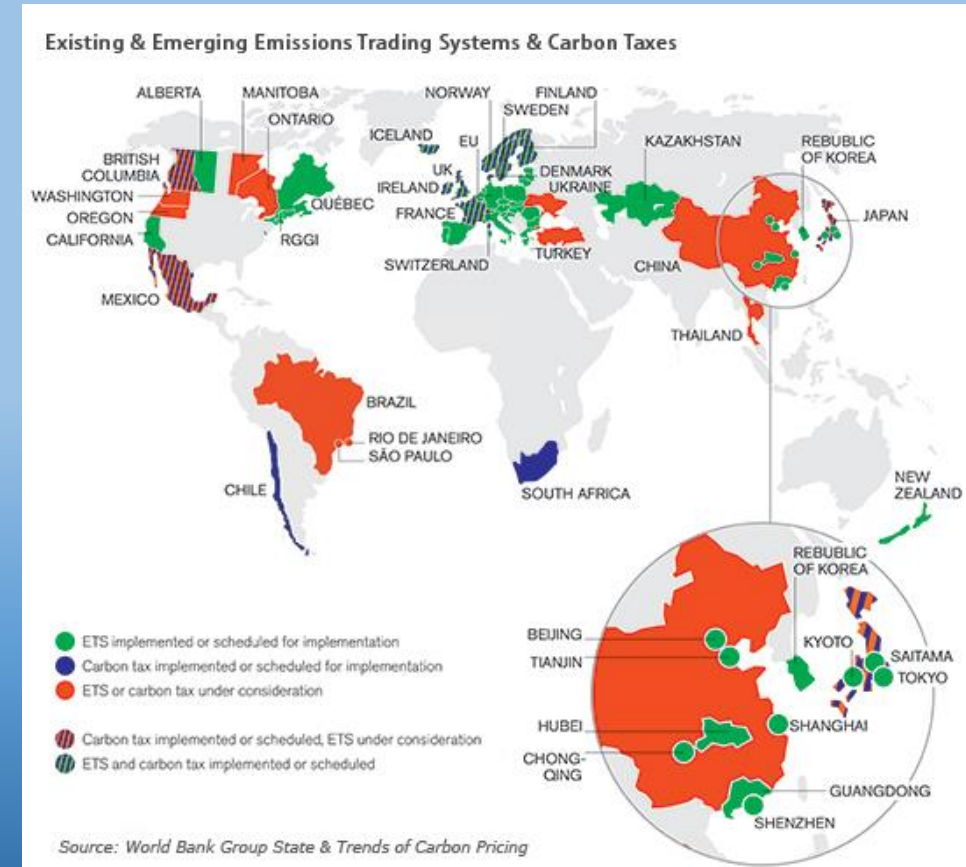 Existing & Emerging Emissions Trading Systems & Carbon Taxes
ALBERTA
MANITOBA
ONTARIO
NORWAY
FINLAND
SWEDEN
ICELAND
EU
KAZAKHSTAN
REPUBLIC
OF KOREA
BRITISH
COLUMBIA
UK
DENMARK
WASHINGTON
IRELAND
UKRAINE
OREGON
QUÉBEC
FRANCE
JAPAN
CALIFORNIA
RGGI
SWITZERLAND
TURKEY
CHINA
MEXICO
THAILAND
BRAZIL
RIO DE JANEIRO
SÃO PAULO
CHILE
SOUTH AFRICA
NEW
ZEALAND
REBUBLIC
OF KOREA
BEIJING
TIANJIN
KYOTO
SAITAMA
TOKYO
HUBEI
SHANGHAI
CHONG-
QING
GUANGDONG
SHENZHEN
ETS implemented or scheduled for implementation
Carbon tax implemented or scheduled for implementation
ETS or carbon tax under consideration
Carbon tax implemented or scheduled, ETS under consideration
ETS and carbon tax implemented or scheduled
Source: World Bank Group State & Trends of Carbon Pricing